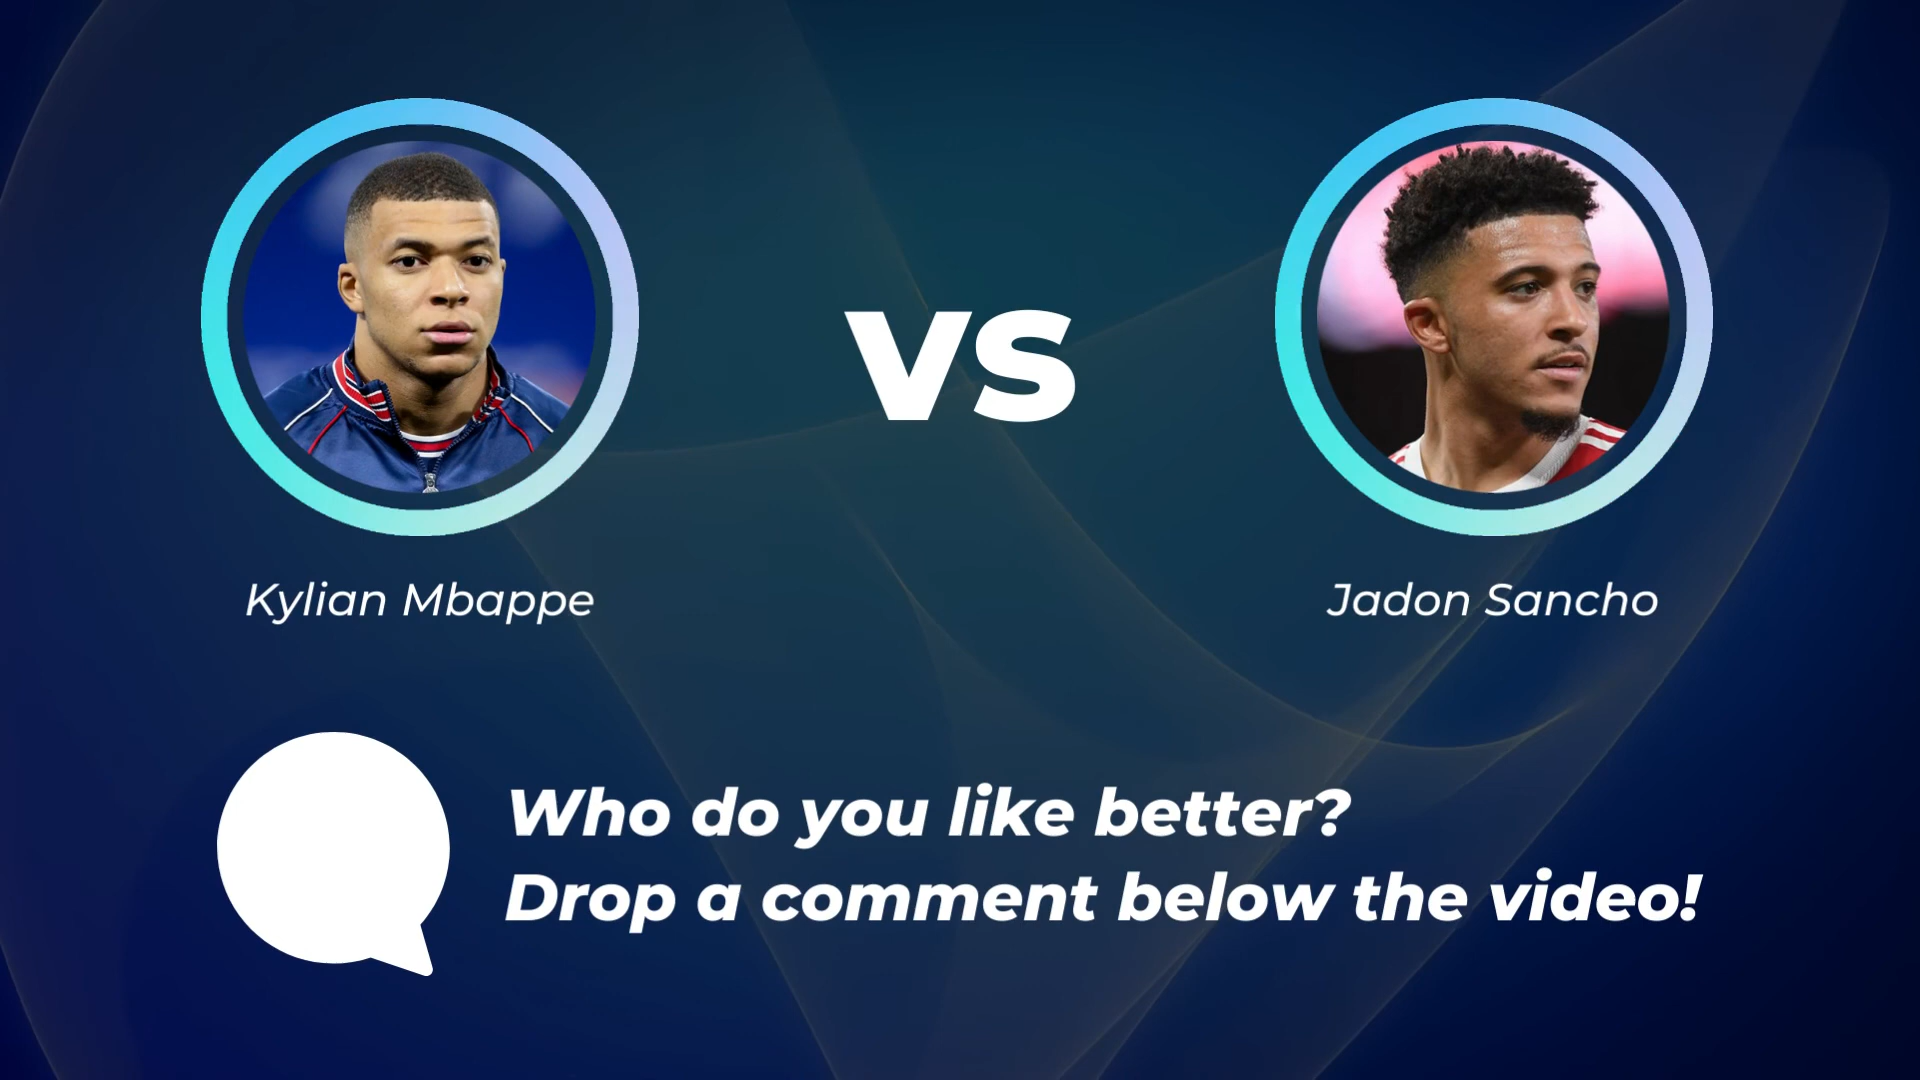 VS
Kylian Mbappe
Jadon Sancho
Who do you like better?
Drop a comment below the video!